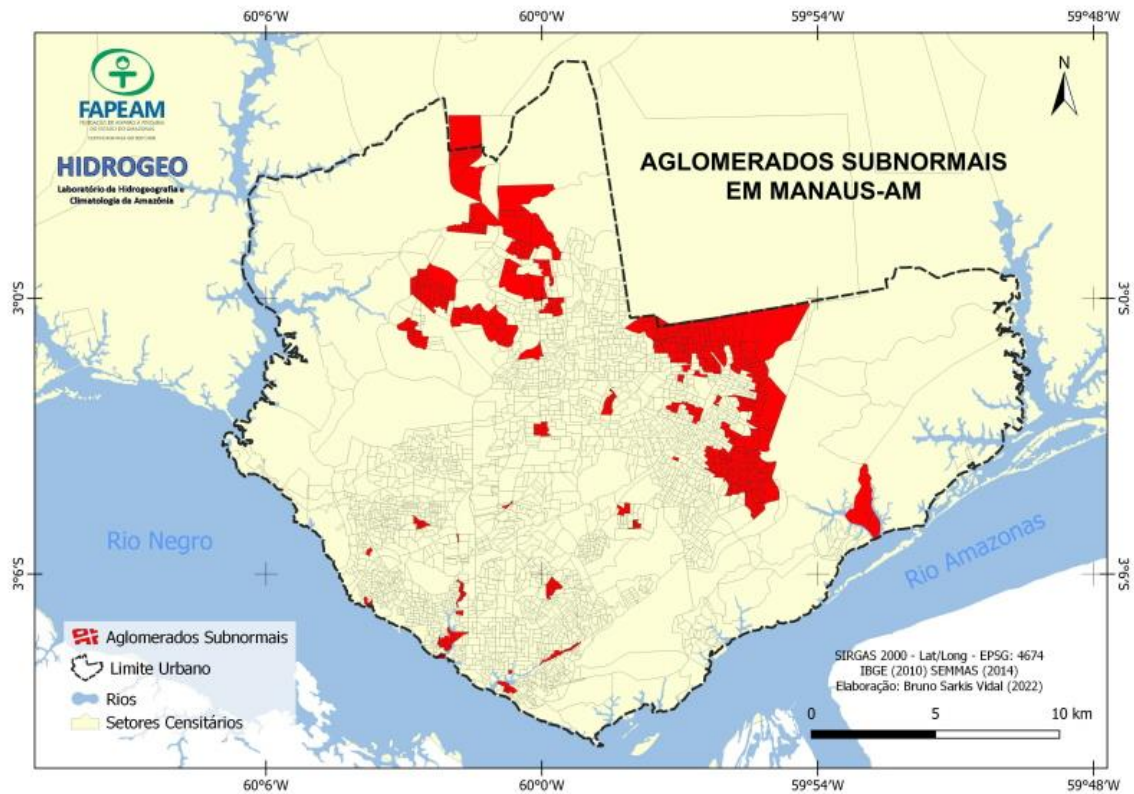 60°6'W 60°0'W 59°54'W 59°48'W
FAPEAM
HIDROGEO
Laboratório de Hidrogeografia e
Climatologia da Amazônia
N
AGLOMERADOS SUBNORMAIS
EM MANAUS-AM
3°0'S 3°0'S
Rio Negro
Rio Amazonas
3°6'S 3°6'S
Aglomerados Subnormais
Limite Urbano
Rios
Setores Censitários
SIRGAS 2000 - Lat/Long - EPSG: 4674
IBGE (2010) SEMMAS (2014)
Elaboração: Bruno Sarkis Vidal (2022)
0 5 10 km
60°6'W 60°0'W 59°54'W 59°48'W